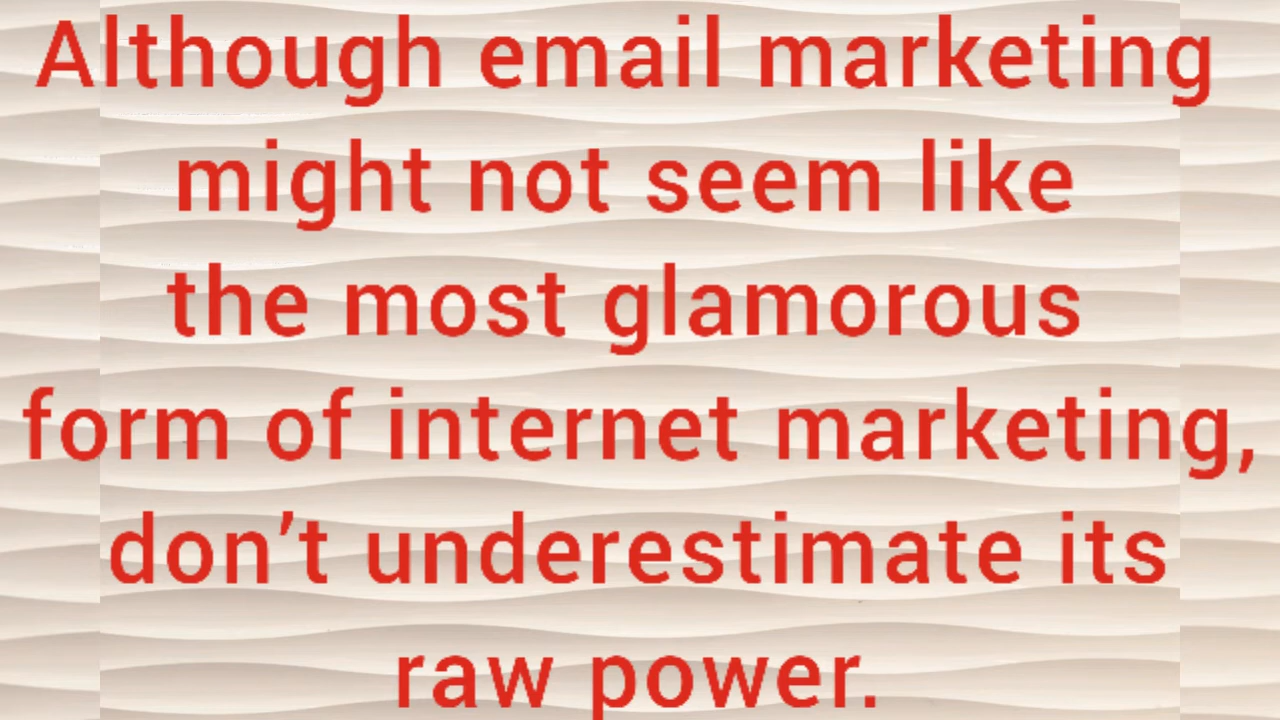 Although email marketing
might not seem like
the most glamorous
form of internet marketing,
don’t underestimate its
raw power.